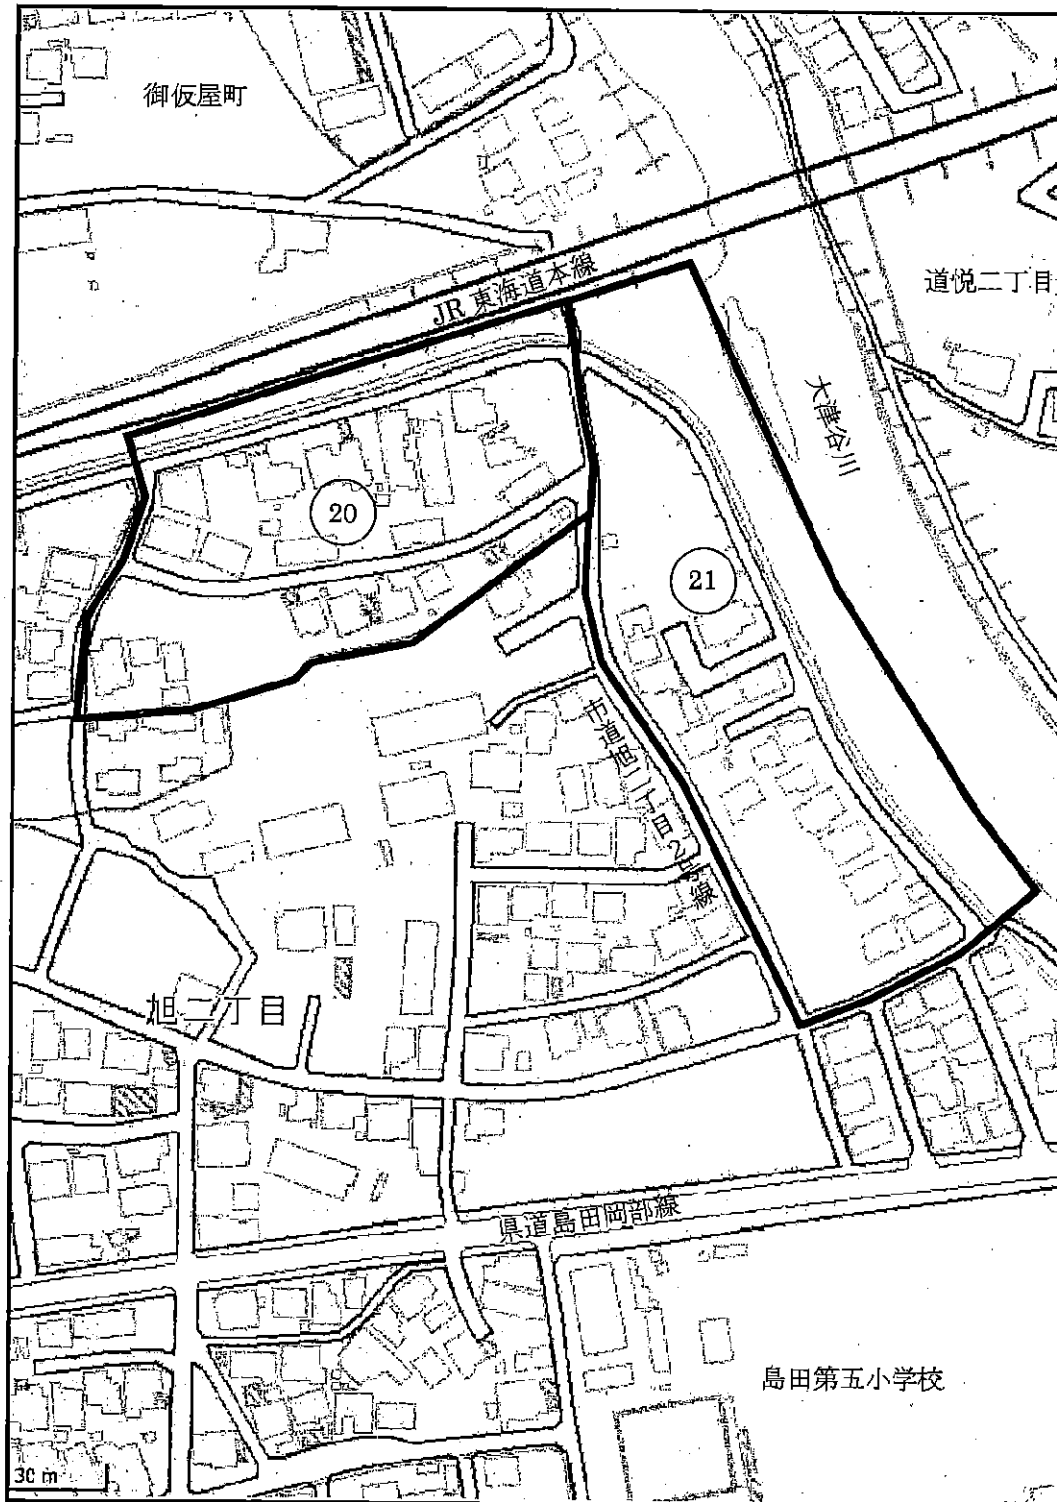 御仮屋町
JR東海道本線
道悦二丁目
大津谷川
20
21
市道旭二丁目2号線
旭二丁目
県道島田岡部線
島田第五小学校
30 m